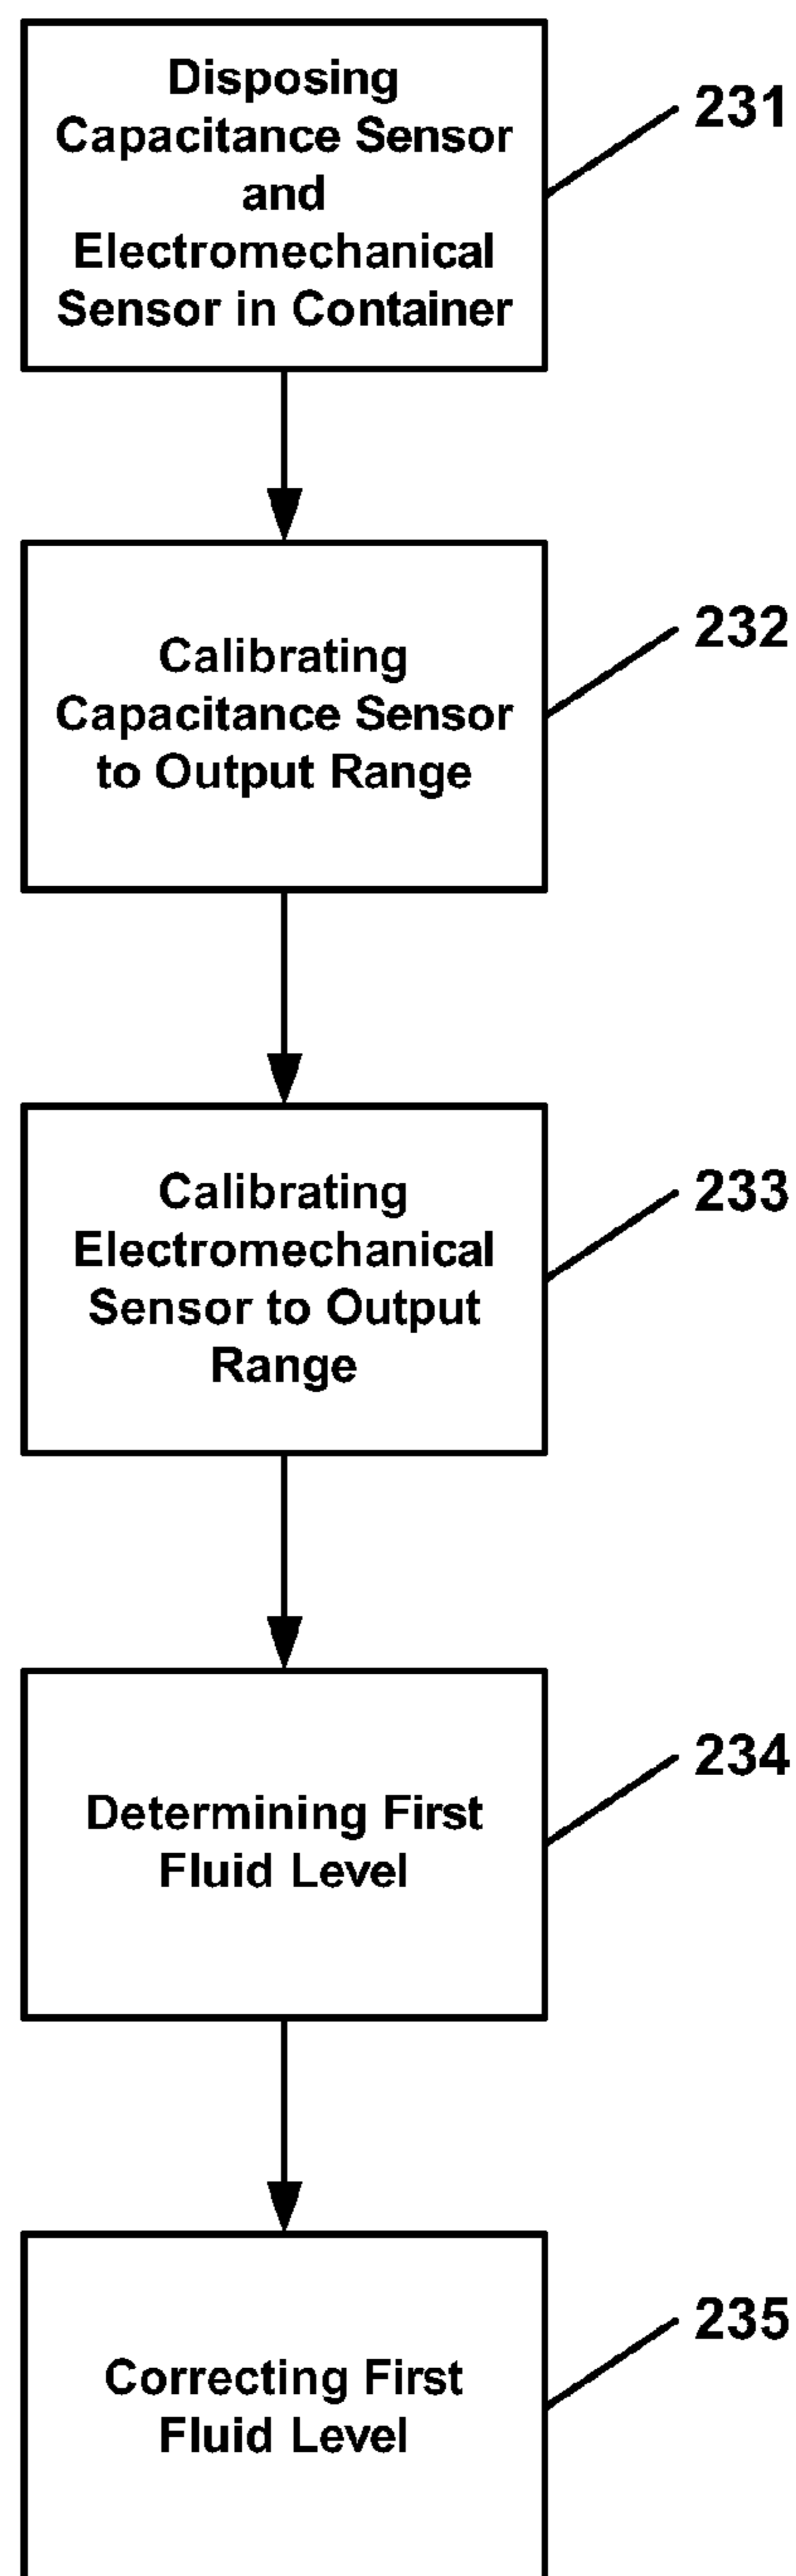 Disposing
Capacitance Sensor
and
Electromechanical
Sensor in Container
231
Calibrating
Capacitance Sensor
to Output Range
232
Calibrating
Electromechanical
Sensor to Output
Range
233
Determining First
Fluid Level
234
Correcting First
Fluid Level
235